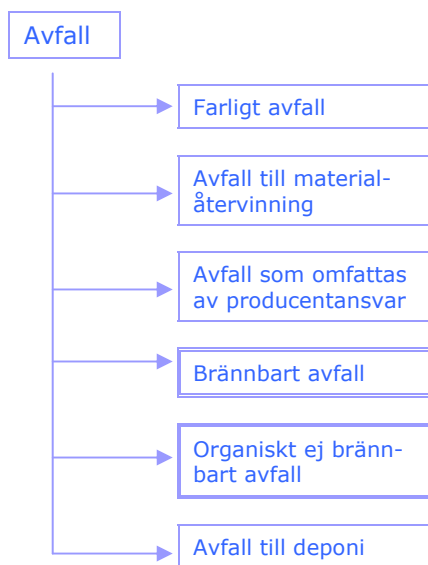 Avfall
Farligt avfall
Avfall till material-
återvinning
Avfall som omfattas
av producentansvar
Brännbart avfall
Organiskt ej bränn-
bart avfall
Avfall till deponi